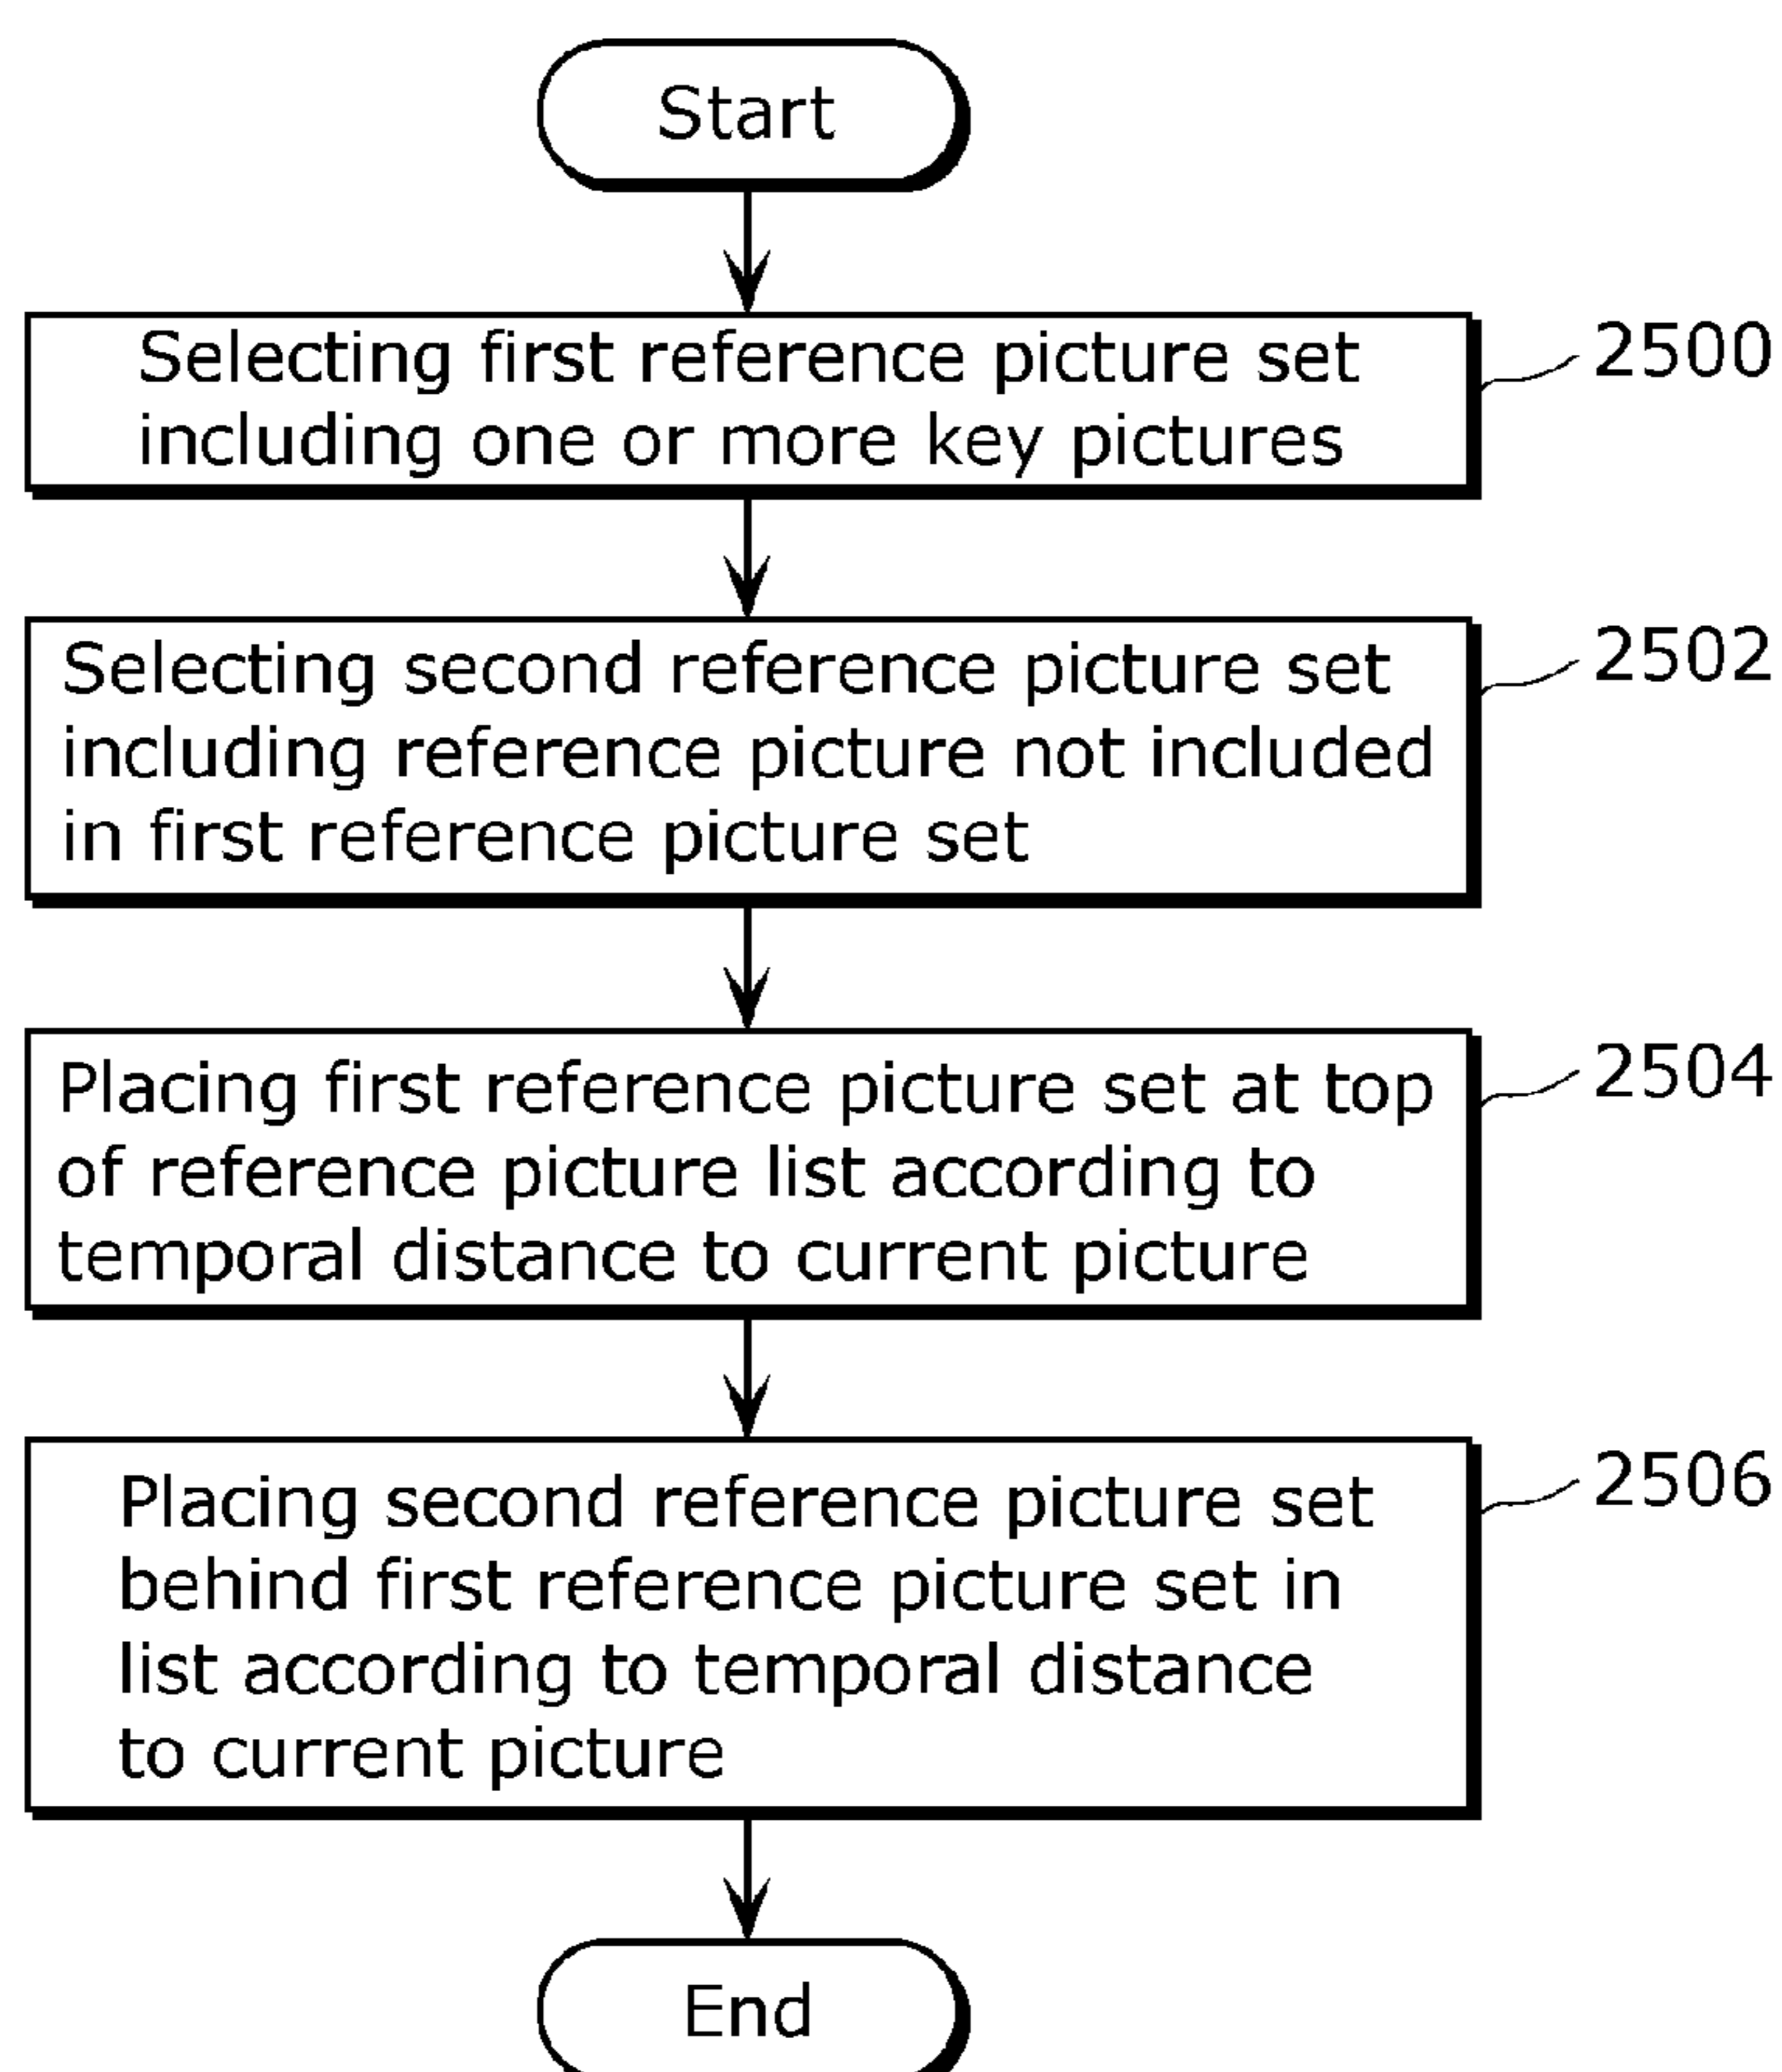 Start
Selecting first reference picture set
including one or more key pictures
2500
Selecting second reference picture set
including reference picture not included
in first reference picture set
2502
Placing first reference picture set at top
of reference picture list according to
temporal distance to current picture
2504
Placing second reference picture set
behind first reference picture set in
list according to temporal distance
to current picture
2506
End